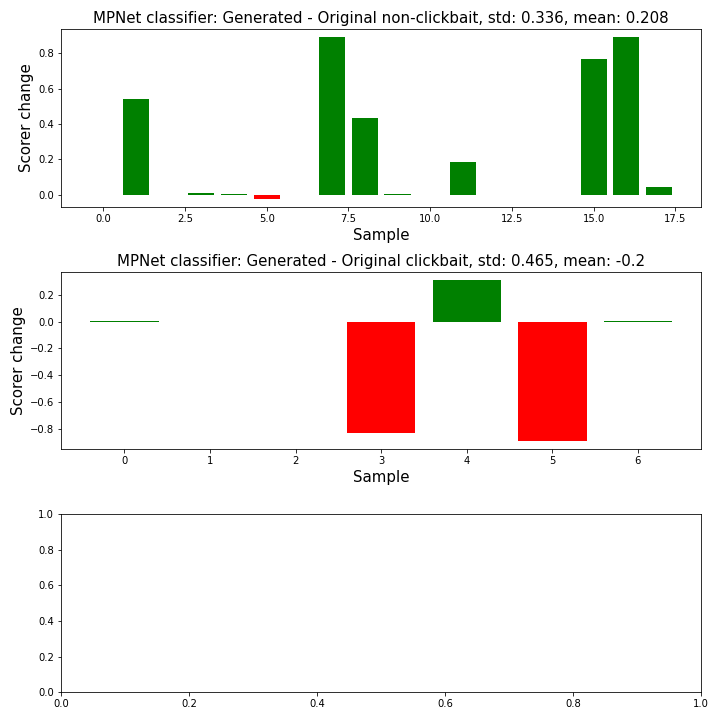 MPNet classifier: Generated - Original non-clickbait, std: 0.336, mean: 0.208
Scorer change
0.8
0.6
0.4
0.2
0.0
0.0 2.5 5.0 7.5 10.0 12.5 15.0 17.5
Sample
MPNet classifier: Generated - Original clickbait, std: 0.465, mean: -0.2
Scorer change
0.2
0.0
−0.2
−0.4
−0.6
−0.8
0 1 2 3 4 5 6
Sample
1.0
0.8
0.6
0.4
0.2
0.0
0.0 0.2 0.4 0.6 0.8 1.0